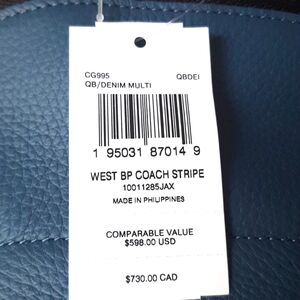 CG995 QBDEI
QB/DENIM MULTI
1 95031 87014 9
WEST BP COACH STRIPE
10011285JAX
MADE IN PHILIPPINES
COMPARABLE VALUE
$598.00 USD
$730.00 CAD